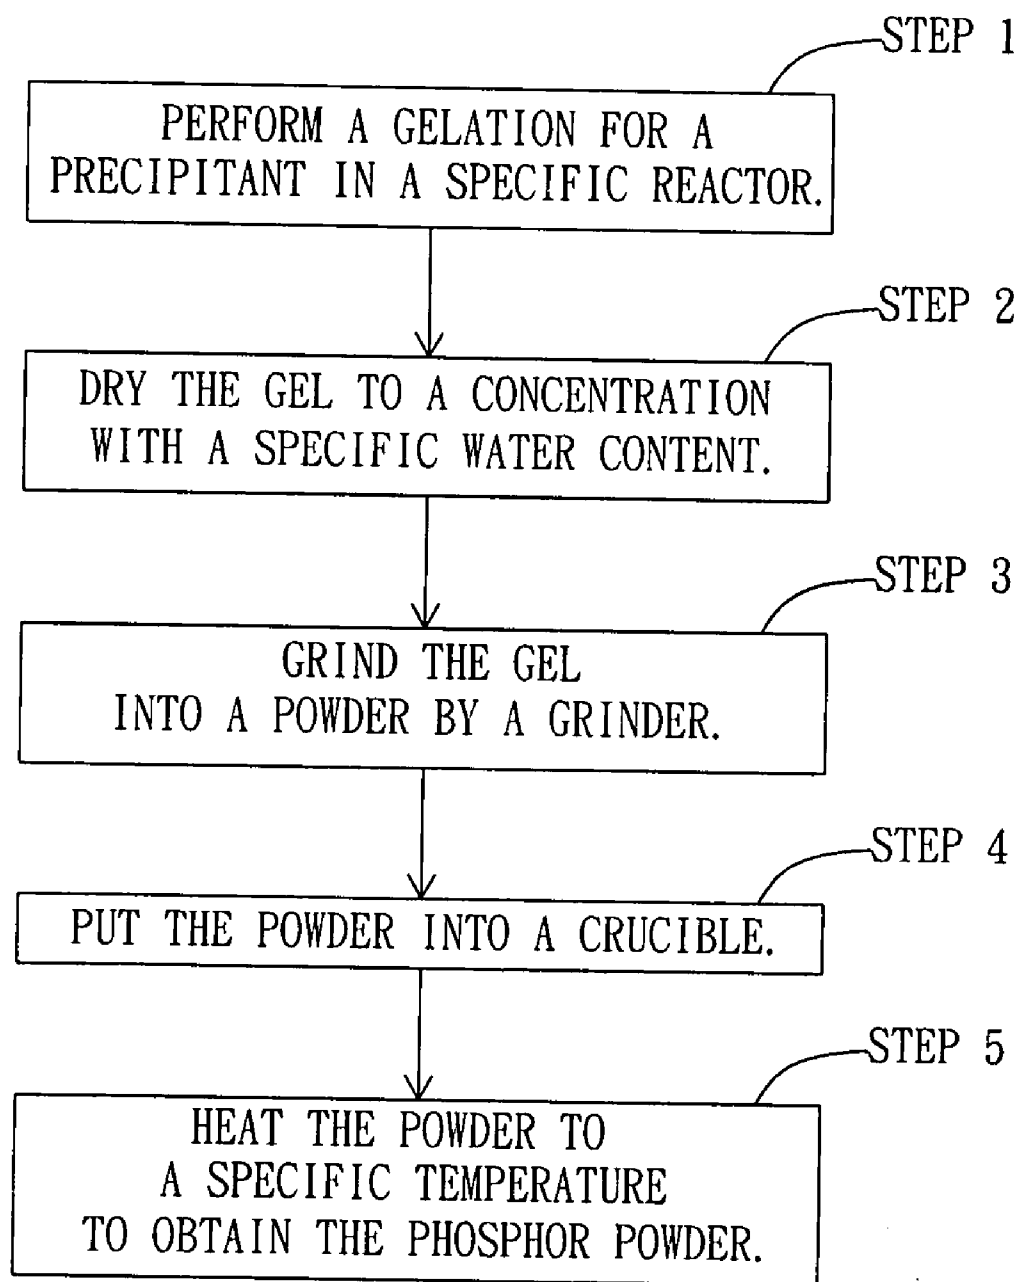 STEP 1
PERFORM A GELATION FOR A
PRECIPITANT IN A SPECIFIC REACTOR.
STEP 2
DRY THE GEL TO A CONCENTRATION
WITH A SPECIFIC WATER CONTENT.
STEP 3
GRIND THE GEL
INTO A POWDER BY A GRINDER.
STEP 4
PUT THE POWDER INTO A CRUCIBLE.
STEP 5
HEAT THE POWDER TO
A SPECIFIC TEMPERATURE
TO OBTAIN THE PHOSPHOR POWDER.